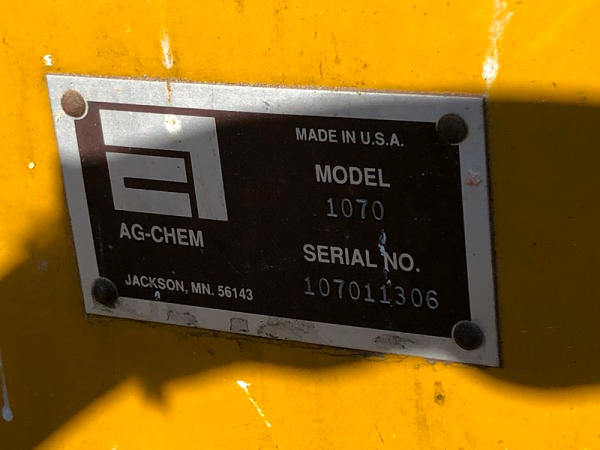 MADE IN U.S.A.
MODEL
1070
AG-CHEM
SERIAL NO.
JACKSON, MN. 56143
107011306